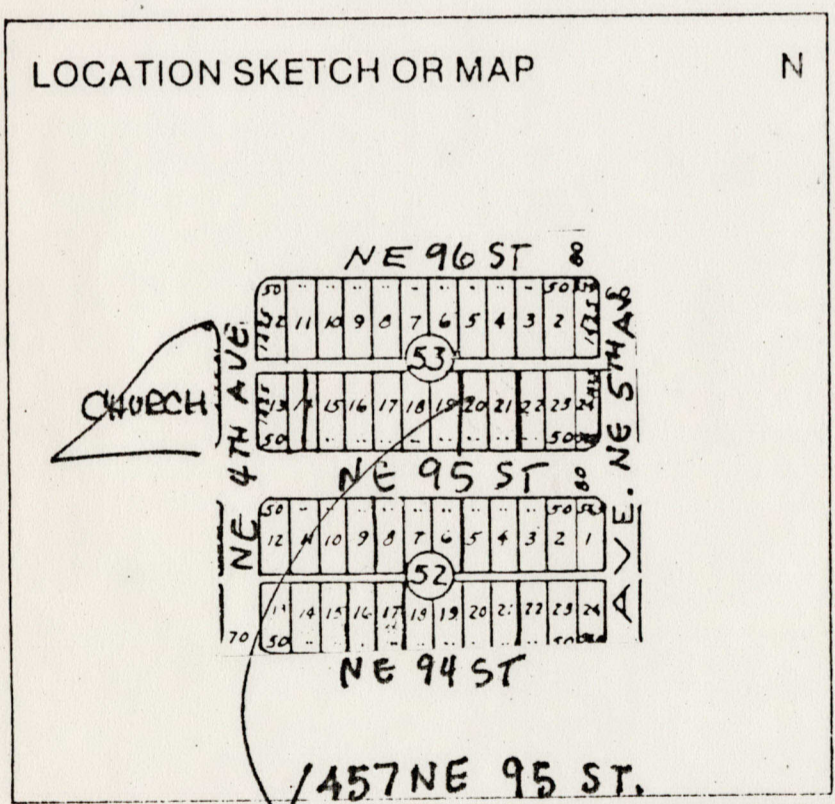 LOCATION SKETCH OR MAP N
NE 96 ST 80
50 50
12 11 10 9 8 7 6 5 4 3 2
53
CHURCH
NE 4TH AVE.
NE 5TH AVE.
13 14 15 16 17 18 19 20 21 22 23 24
50 50
NE 95 ST 80
50 50
12 11 10 9 8 7 6 5 4 3 2 1
52
13 14 15 16 17 18 19 20 21 22 23 24
70 50 50
NE 94 ST
457 NE 95 ST.